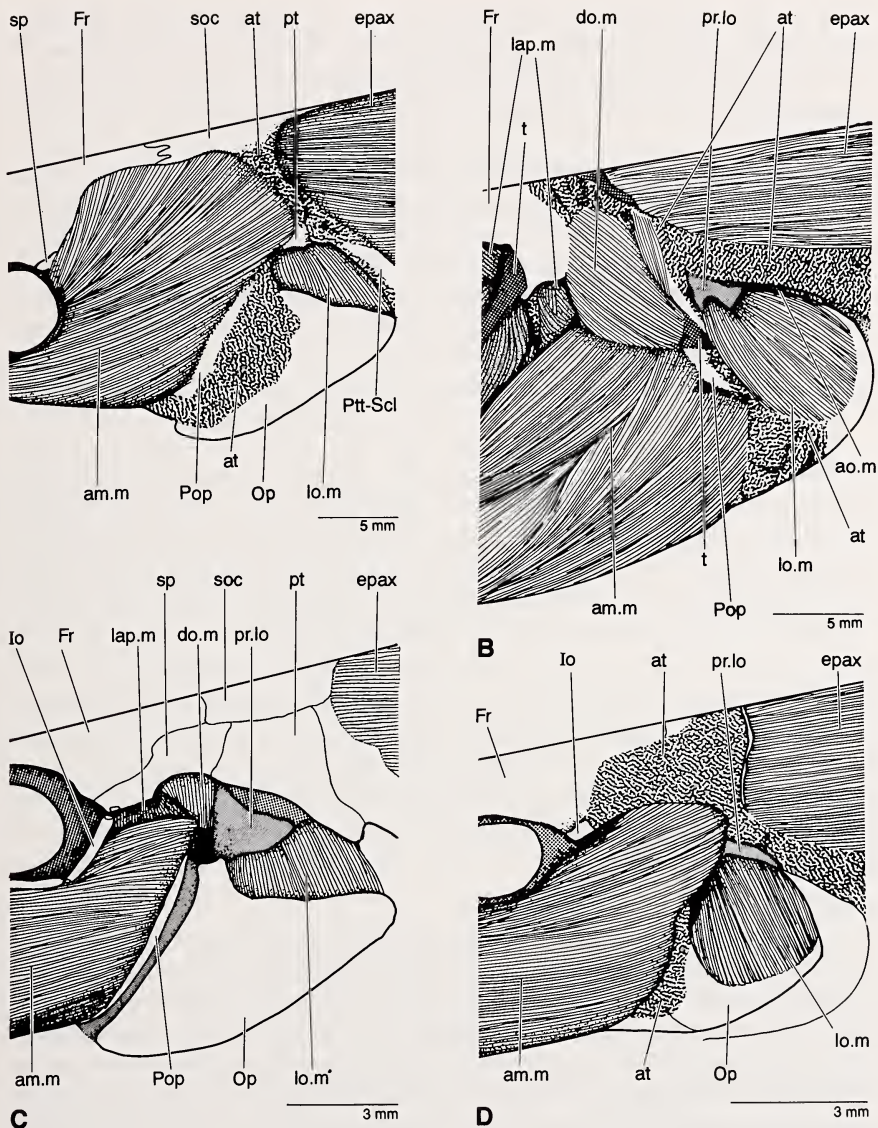 sp Fr soc at pt epax
Ptt-Scl
at
am.m Pop Op lo.m
5 mm
Fr do.m pr.lo at epax
lap.m
t
ao.m
at
t lo.m
am.m Pop
5 mm
B
sp soc pt epax
Io Fr lap.m do.m pr.lo
am.m Pop Op lo.m
3 mm
C
Io at pr.lo epax
Fr
lo.m
am.m at Op
3 mm
D